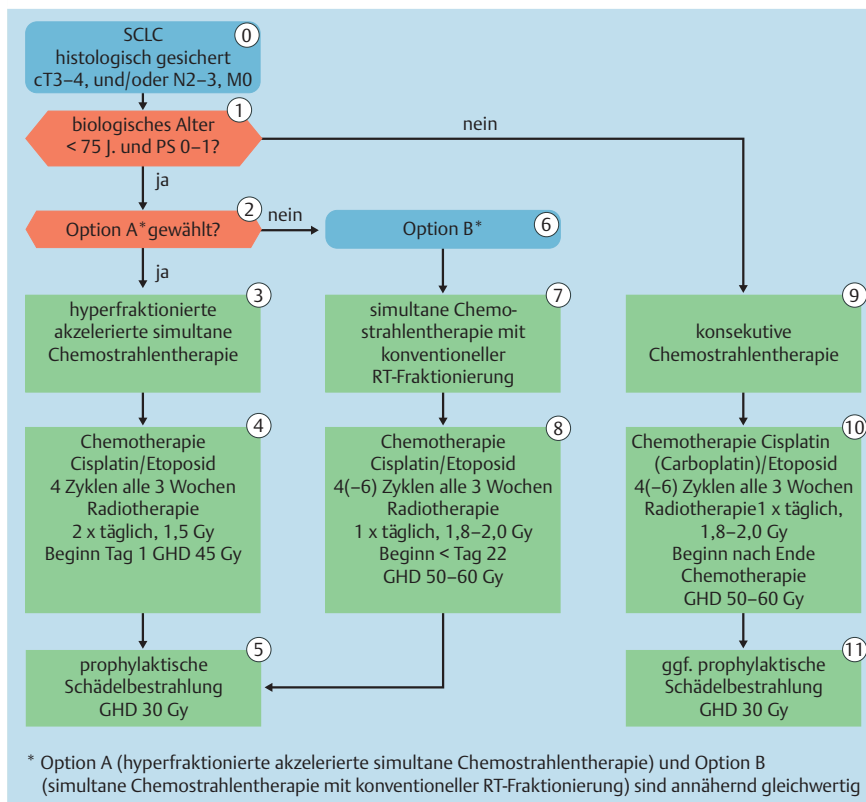 0
SCLC
histologisch gesichert
cT3–4, und/oder N2–3, M0
1
biologisches Alter
< 75 J. und PS 0–1?
nein
ja
2
Option A* gewählt?
nein
6
Option B*
ja
3
hyperfraktionierte
akzelerierte simultane
Chemostrahlentherapie
7
simultane Chemo-
strahlentherapie mit
konventioneller
RT-Fraktionierung
9
konsekutive
Chemostrahlentherapie
4
Chemotherapie
Cisplatin/Etoposid
4 Zyklen alle 3 Wochen
Radiotherapie
2 x täglich, 1,5 Gy
Beginn Tag 1 GHD 45 Gy
8
Chemotherapie
Cisplatin/Etoposid
4(–6) Zyklen alle 3 Wochen
Radiotherapie
1 x täglich, 1,8–2,0 Gy
Beginn < Tag 22
GHD 50–60 Gy
10
Chemotherapie Cisplatin
(Carboplatin)/Etoposid
4(–6) Zyklen alle 3 Wochen
Radiotherapie1 x täglich,
1,8–2,0 Gy
Beginn nach Ende
Chemotherapie
GHD 50–60 Gy
5
prophylaktische
Schädelbestrahlung
GHD 30 Gy
11
ggf. prophylaktische
Schädelbestrahlung
GHD 30 Gy
* Option A (hyperfraktionierte akzelerierte simultane Chemostrahlentherapie) und Option B
(simultane Chemostrahlentherapie mit konventioneller RT-Fraktionierung) sind annähernd gleichwertig